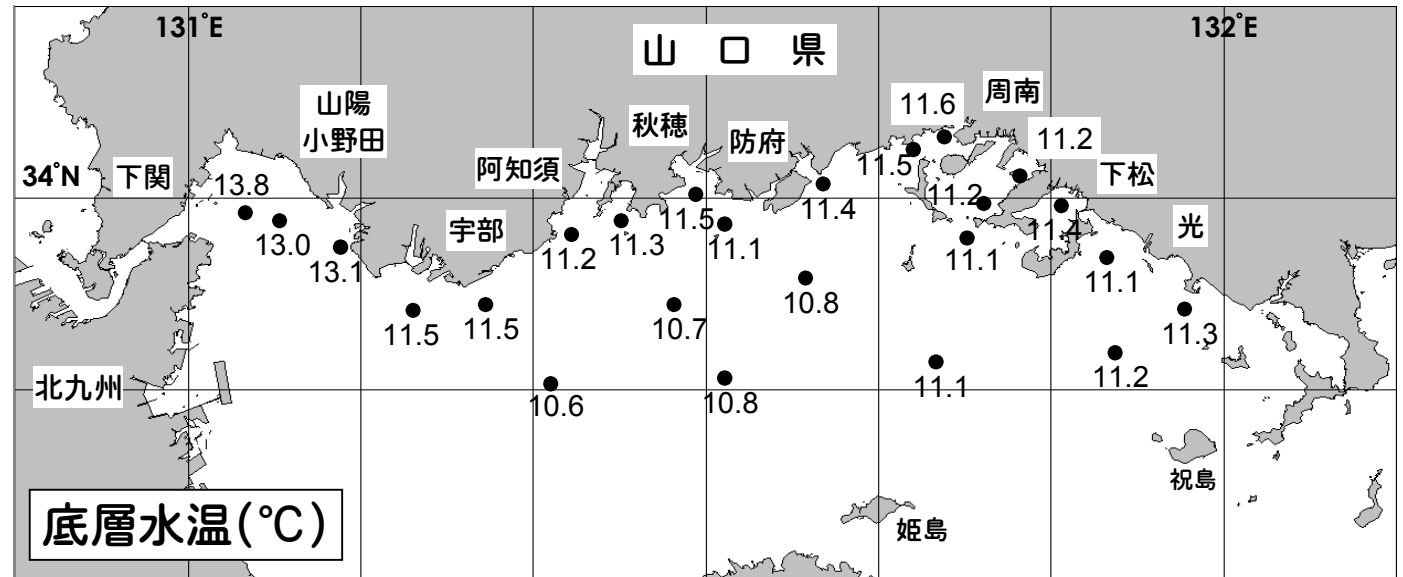 131°E
132°E
山 口 県
山陽
小野田
秋穂
防府
11.6
周南
11.2
下松
阿知須
宇部
光
34°N
下関
13.8
13.0
13.1
11.5
11.5
11.2
11.3
11.5
11.1
11.4
11.5
11.2
11.1
11.4
11.1
11.3
10.7
10.8
10.6
10.8
11.1
11.2
北九州
祝島
姫島
底層水温(℃)